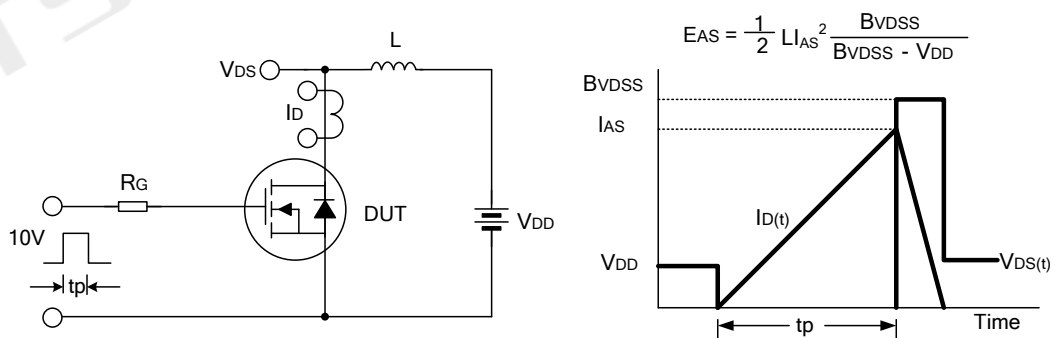 VDS
L
ID
RG
DUT
VDD
10V
tp
EAS = 1/2 LIAS² BVDSS / BVDSS - VDD
BVDSS
IAS
ID(t)
VDD
VDS(t)
tp
Time